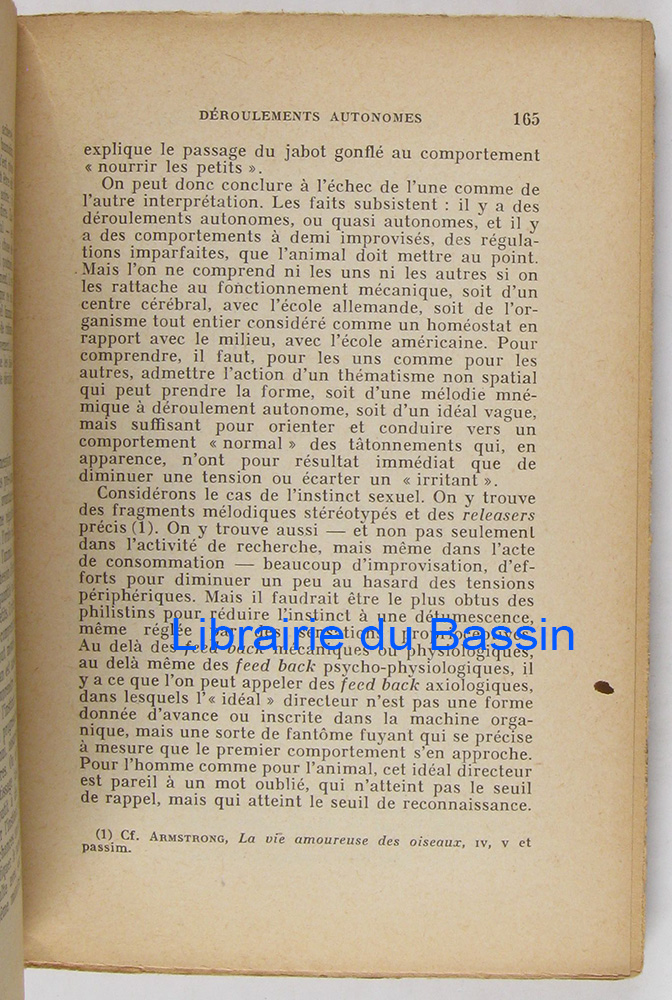 DÉROULEMENTS AUTONOMES 165
explique le passage du jabot gonflé au comportement
« nourrir les petits ».
On peut donc conclure à l'échec de l'une comme de
l'autre interprétation. Les faits subsistent : il y a des
déroulements autonomes, ou quasi autonomes, et il y
a des comportements à demi improvisés, des régula-
tions imparfaites, que l'animal doit mettre au point.
Mais l'on ne comprend ni les uns ni les autres si on
les rattache au fonctionnement mécanique, soit d'un
centre cérébral, avec l'école allemande, soit de l'or-
ganisme tout entier considéré comme un homéostat en
rapport avec le milieu, avec l'école américaine. Pour
comprendre, il faut, pour les uns comme pour les
autres, admettre l'action d'un thématisme non spatial
qui peut prendre la forme, soit d'une mélodie mné-
mique à déroulement autonome, soit d'un idéal vague,
mais suffisant pour orienter et conduire vers un
comportement « normal » des tâtonnements qui, en
apparence, n'ont pour résultat immédiat que de
diminuer une tension ou écarter un « irritant ».
Considérons le cas de l'instinct sexuel. On y trouve
des fragments mélodiques stéréotypés et des releasers
précis (1). On y trouve aussi — et non pas seulement
dans l'activité de recherche, mais même dans l'acte
de consommation — beaucoup d'improvisation, d'ef-
forts pour diminuer un peu au hasard des tensions
périphériques. Mais il faudrait être le plus obtus des
philistins pour réduire l'instinct à une détumescence,
même réglée par des sensations
Librairie du Bassin
Au delà des feed back mécaniques ou physiologiques,
au delà même des feed back psycho-physiologiques, il
y a ce que l'on peut appeler des feed back axiologiques,
dans lesquels l'« idéal » directeur n'est pas une forme
donnée d'avance ou inscrite dans la machine orga-
nique, mais une sorte de fantôme fuyant qui se précise
à mesure que le premier comportement s'en approche.
Pour l'homme comme pour l'animal, cet idéal directeur
est pareil à un mot oublié, qui n'atteint pas le seuil
de rappel, mais qui atteint le seuil de reconnaissance.
(1) Cf. ARMSTRONG, La vie amoureuse des oiseaux, IV, V et
passim.